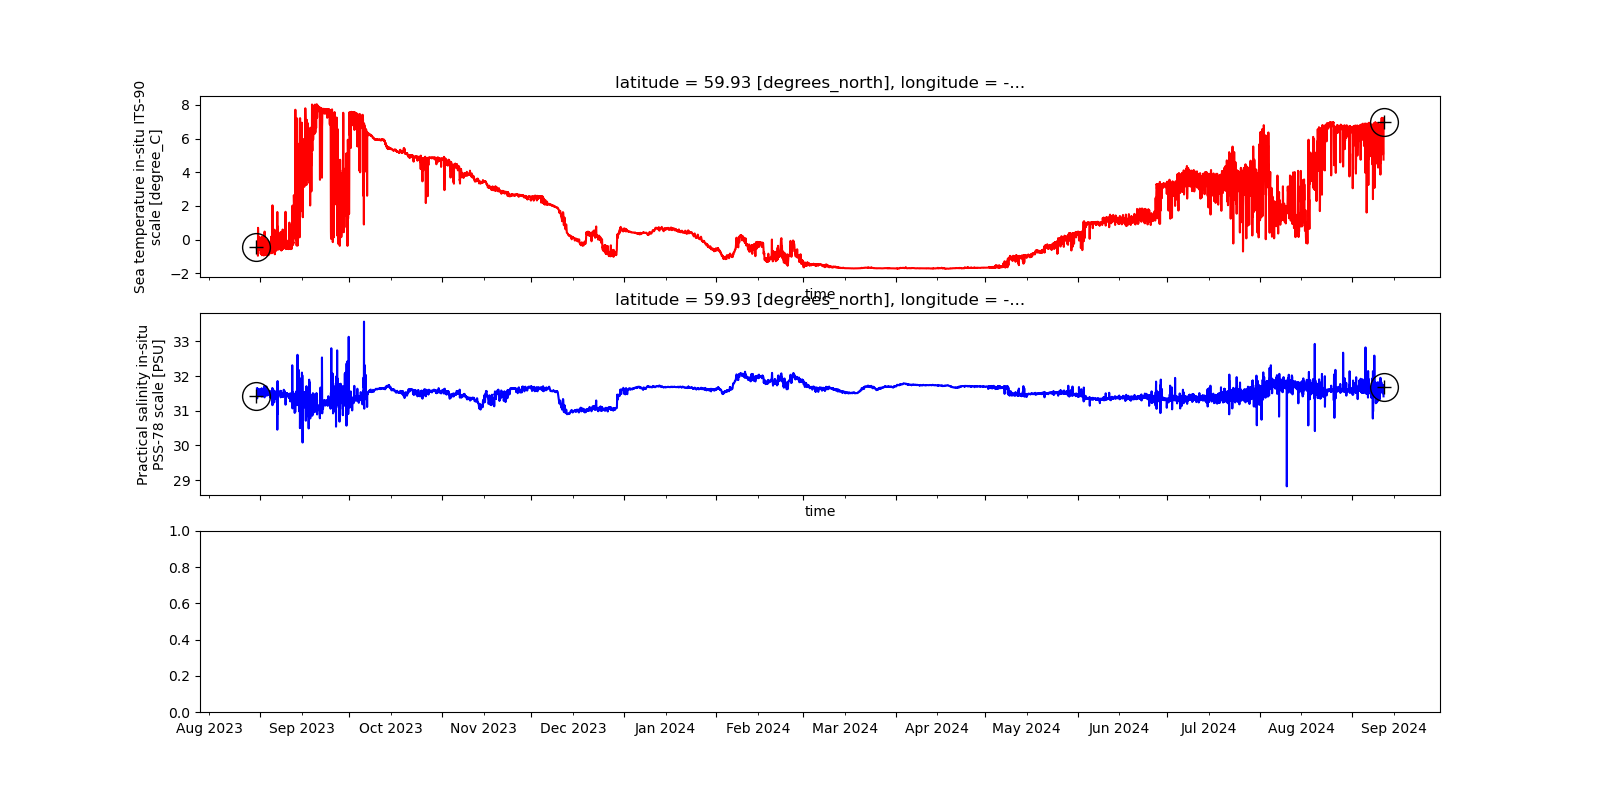 latitude = 59.93 [degrees_north], longitude = -...
Sea temperature in-situ ITS-90
scale [degree_C]
8
6
4
2
0
−2
time
latitude = 59.93 [degrees_north], longitude = -...
Practical salinity in-situ
PSS-78 scale [PSU]
33
32
31
30
29
time
1.0
0.8
0.6
0.4
0.2
0.0
Aug 2023 Sep 2023 Oct 2023 Nov 2023 Dec 2023 Jan 2024 Feb 2024 Mar 2024 Apr 2024 May 2024 Jun 2024 Jul 2024 Aug 2024 Sep 2024